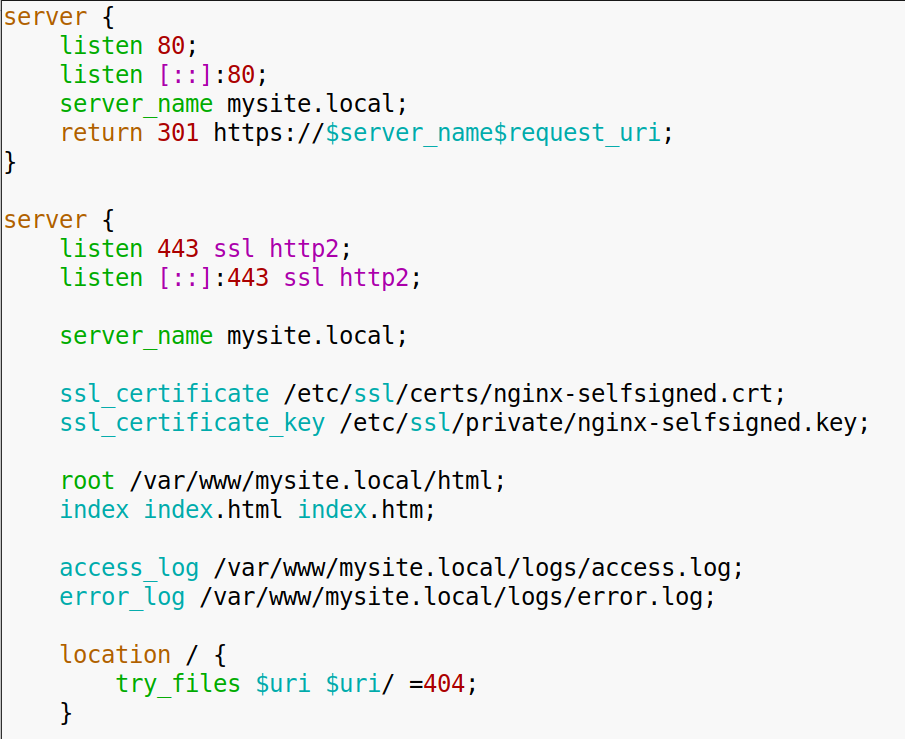 server {
    listen 80;
    listen [::]:80;
    server_name mysite.local;
    return 301 https://$server_name$request_uri;
}

server {
    listen 443 ssl http2;
    listen [::]:443 ssl http2;

    server_name mysite.local;

    ssl_certificate /etc/ssl/certs/nginx-selfsigned.crt;
    ssl_certificate_key /etc/ssl/private/nginx-selfsigned.key;

    root /var/www/mysite.local/html;
    index index.html index.htm;

    access_log /var/www/mysite.local/logs/access.log;
    error_log /var/www/mysite.local/logs/error.log;

    location / {
        try_files $uri $uri/ =404;
    }